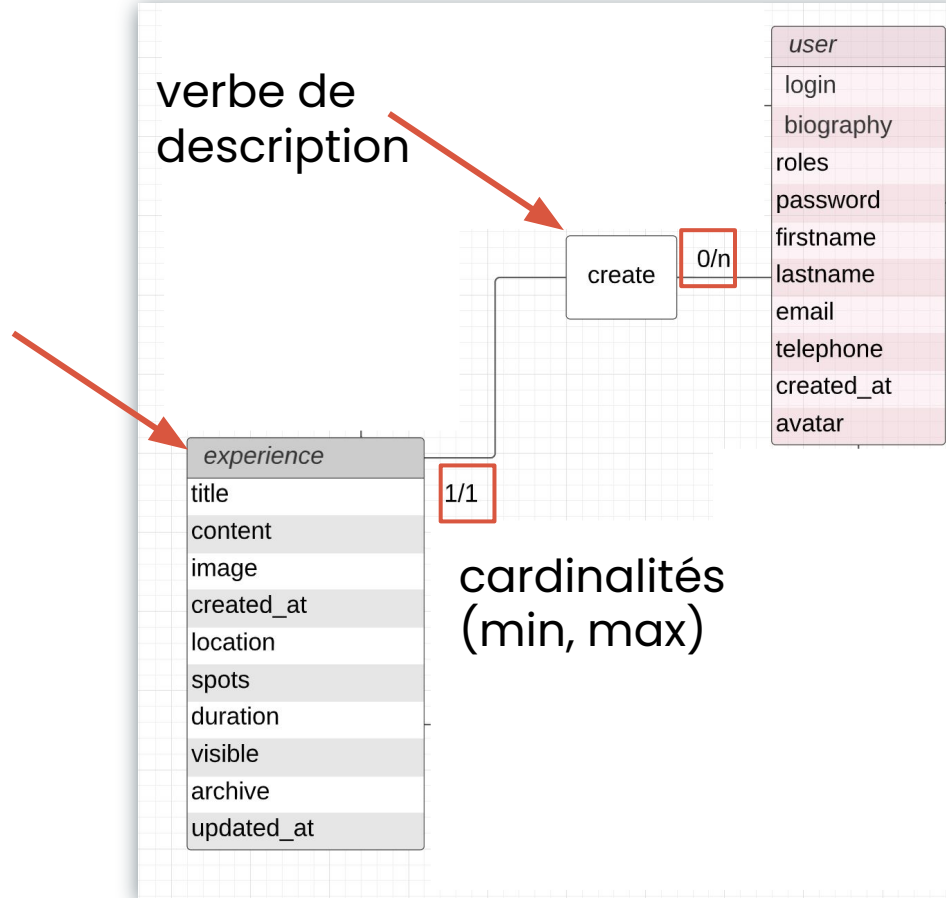 verbe de
description
user
login
biography
roles
password
firstname
lastname
email
telephone
created_at
avatar
create
0/n
experience
title
content
image
created_at
location
spots
duration
visible
archive
updated_at
1/1
cardinalités
(min, max)